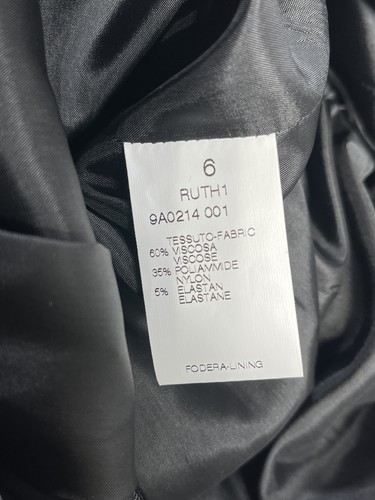 6
RUTH1
9A0214 001
TESSUTO-FABRIC
60% VISCOSA
VISCOSE
35% POLIAMMIDE
NYLON
5% ELASTAN
ELASTANE
FODERA-LINING